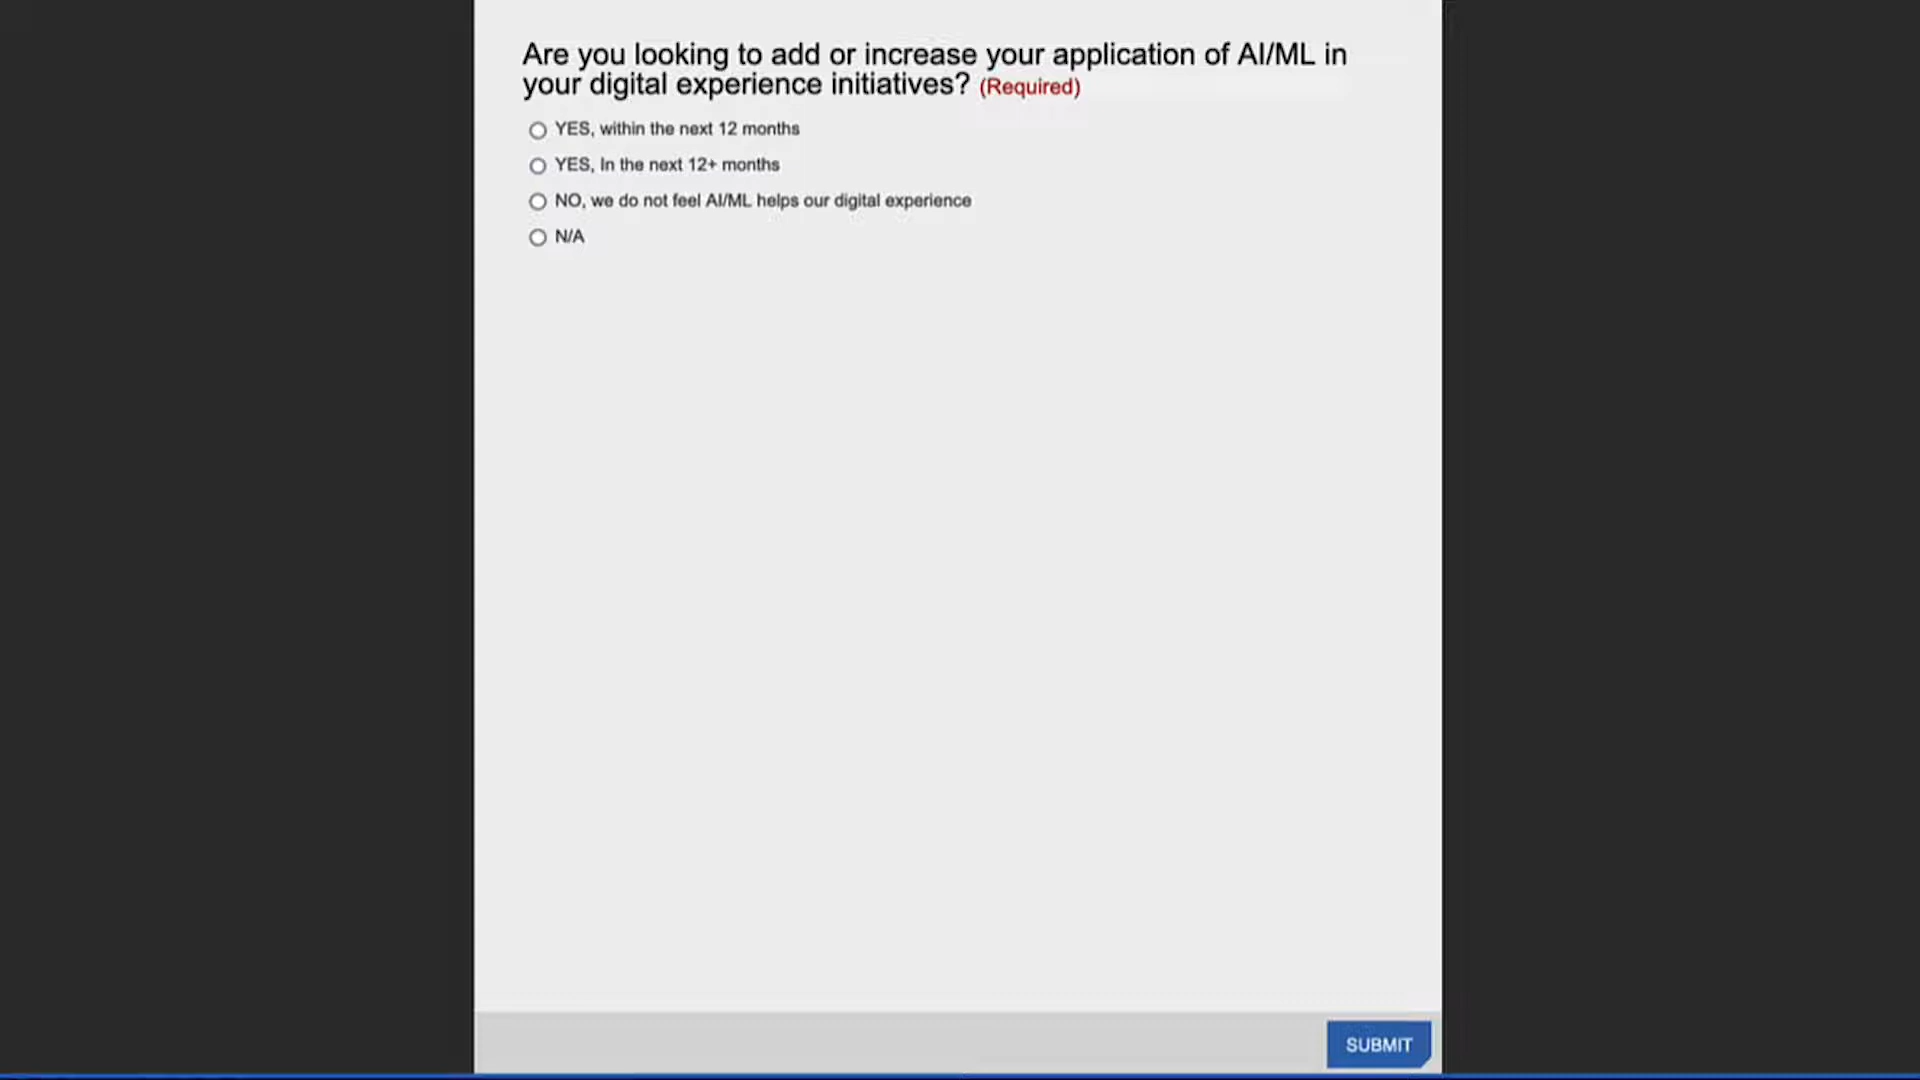 Are you looking to add or increase your application of AI/ML in
your digital experience initiatives? (Required)
YES, within the next 12 months
YES, In the next 12+ months
NO, we do not feel AI/ML helps our digital experience
N/A
SUBMIT